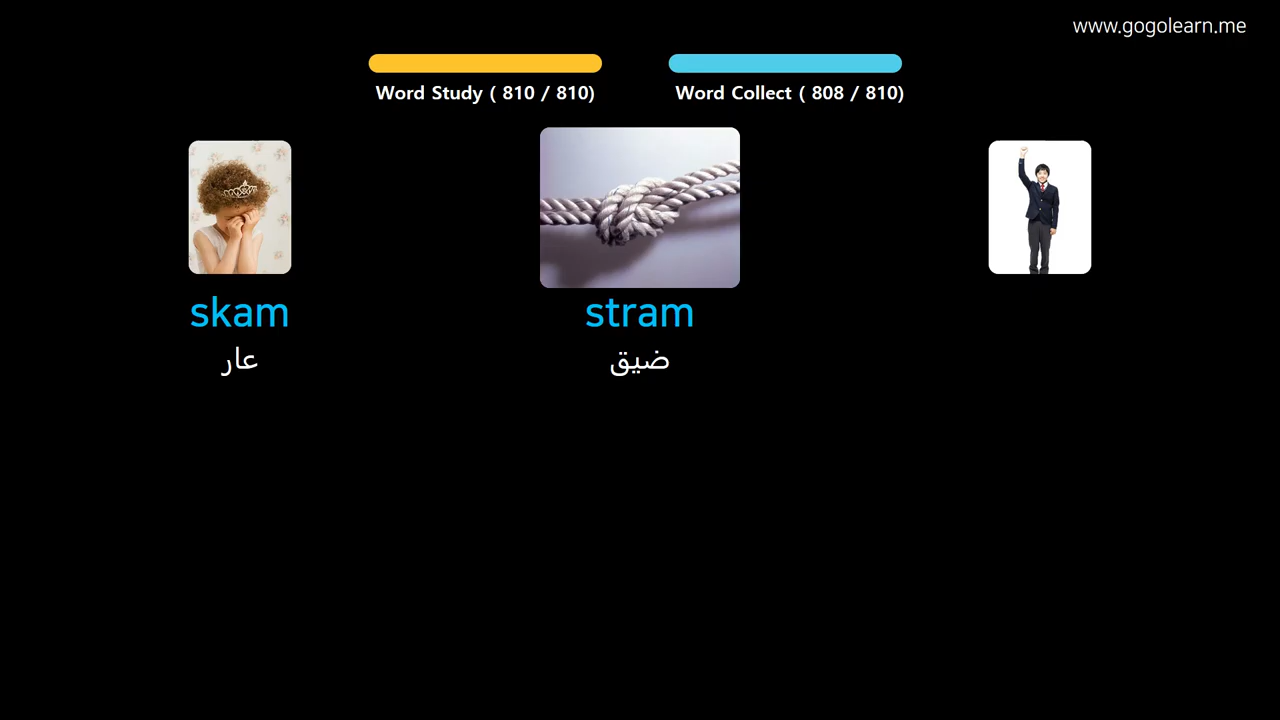 www.gogolearn.me
Word Study ( 810 / 810)
Word Collect ( 808 / 810)
skam
عار
stram
ضيق